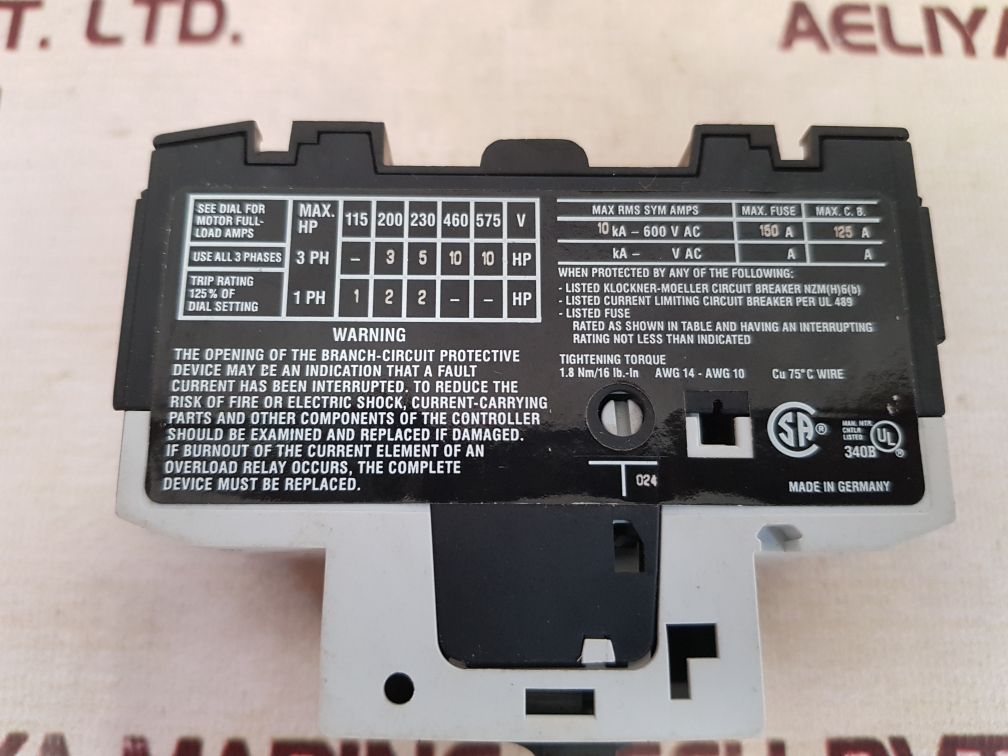 T. LTD.
AELIYA
SEE DIAL FOR
MOTOR FULL-
LOAD AMPS
MAX.
HP
115 200 230 460 575 V
USE ALL 3 PHASES 3 PH – 3 5 10 10 HP
TRIP RATING
125% OF
DIAL SETTING
1 PH 1 2 2 – – HP
WARNING
THE OPENING OF THE BRANCH-CIRCUIT PROTECTIVE
DEVICE MAY BE AN INDICATION THAT A FAULT
CURRENT HAS BEEN INTERRUPTED. TO REDUCE THE
RISK OF FIRE OR ELECTRIC SHOCK, CURRENT-CARRYING
PARTS AND OTHER COMPONENTS OF THE CONTROLLER
SHOULD BE EXAMINED AND REPLACED IF DAMAGED.
IF BURNOUT OF THE CURRENT ELEMENT OF AN
OVERLOAD RELAY OCCURS, THE COMPLETE
DEVICE MUST BE REPLACED.
MAX RMS SYM AMPS MAX. FUSE MAX. C. B.
10 kA – 600 V AC 150 A 125 A
kA – V AC A A
WHEN PROTECTED BY ANY OF THE FOLLOWING:
- LISTED KLOCKNER-MOELLER CIRCUIT BREAKER NZM(H)6(b)
- LISTED CURRENT LIMITING CIRCUIT BREAKER PER UL 489
- LISTED FUSE
RATED AS SHOWN IN TABLE AND HAVING AN INTERRUPTING
RATING NOT LESS THAN INDICATED
TIGHTENING TORQUE
1.8 Nm/16 lb.-In AWG 14 - AWG 10 Cu 75°C WIRE
SA ®
MAN. MTR.
CNTLR.
LISTED
340B
UL ®
T 024
MADE IN GERMANY